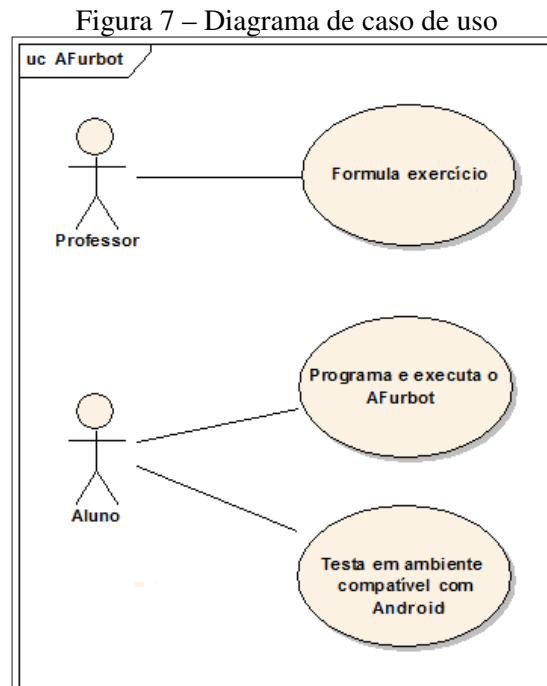 Figura 7 – Diagrama de caso de uso
uc AFurbot
Formula exercício
Professor
Programa e executa o
AFurbot
Aluno
Testa em ambiente
compatível com
Android